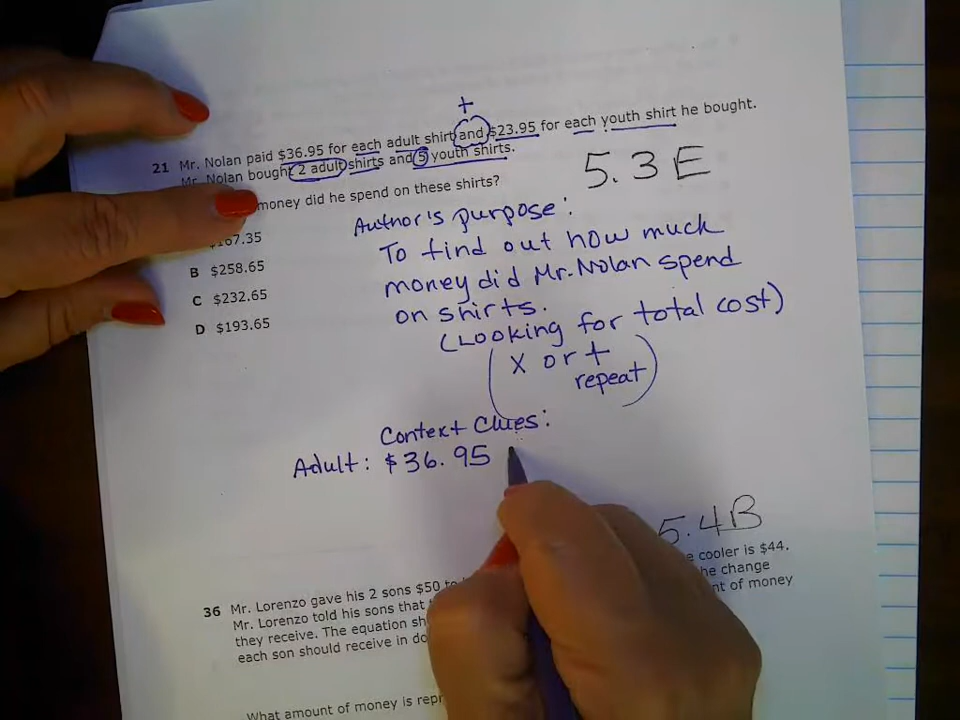 +
21 Mr. Nolan paid $36.95 for each adult shirt and $23.95 for each youth shirt he bought.
Mr. Nolan bought 2 adult shirts and 5 youth shirts.
money did he spend on these shirts?
5.3E
B $258.65
C $232.65
D $193.65
Author's purpose:
To find out how much
money did Mr. Nolan spend
on shirts.
(Looking for total cost)
(X or +
repeat)
Context Clues:
Adult: $36.95
5.4B
36 Mr. Lorenzo gave his 2 sons $50 to
e cooler is $44.
Mr. Lorenzo told his sons that
he change
they receive. The equation sh
nt of money
each son should receive in do
What amount of money is repr